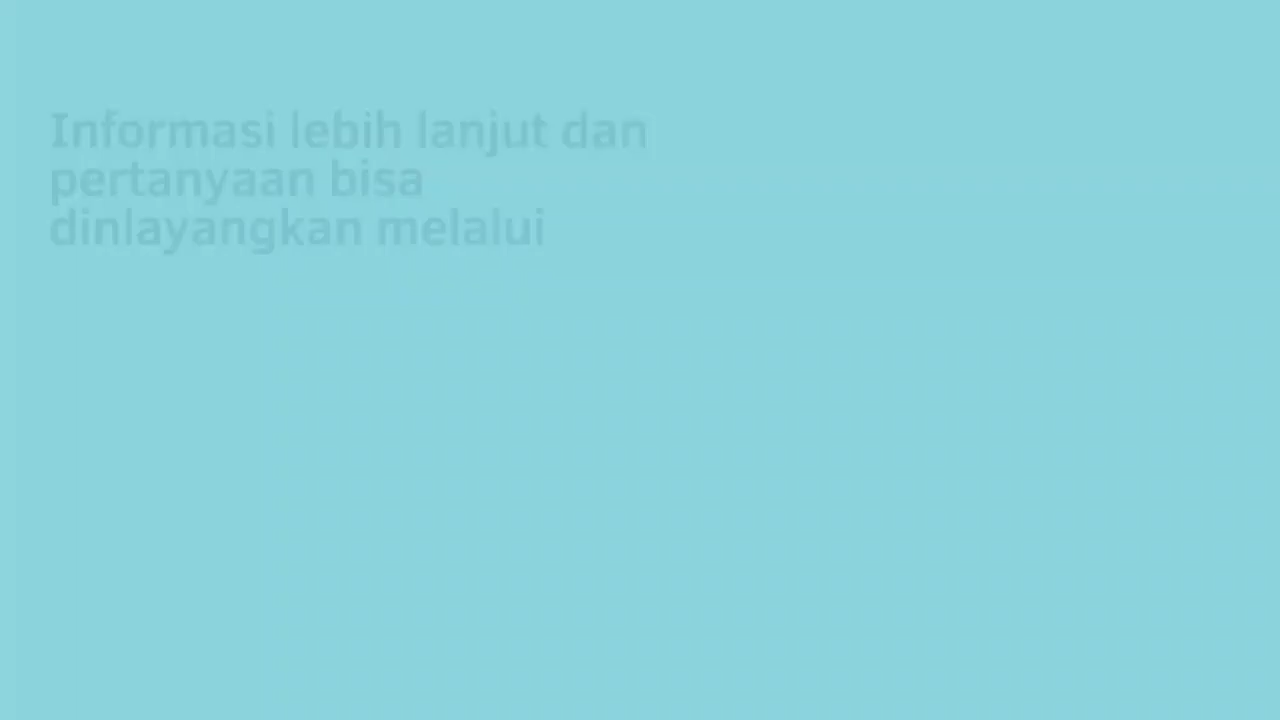 Informasi lebih lanjut dan
pertanyaan bisa
dinlayangkan melalui